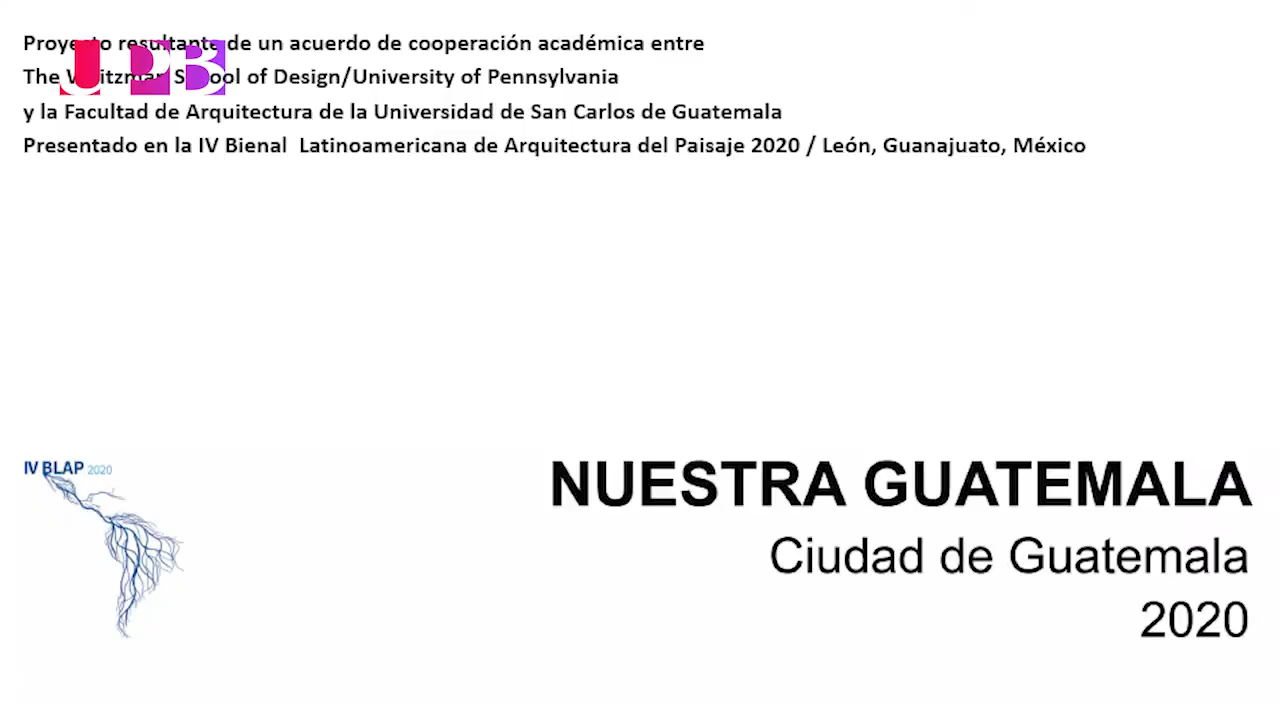 Proyecto resultante de un acuerdo de cooperación académica entre
The Weitzman School of Design/University of Pennsylvania
y la Facultad de Arquitectura de la Universidad de San Carlos de Guatemala
Presentado en la IV Bienal Latinoamericana de Arquitectura del Paisaje 2020 / León, Guanajuato, México
UPB
IV BLAP 2020
NUESTRA GUATEMALA
Ciudad de Guatemala
2020